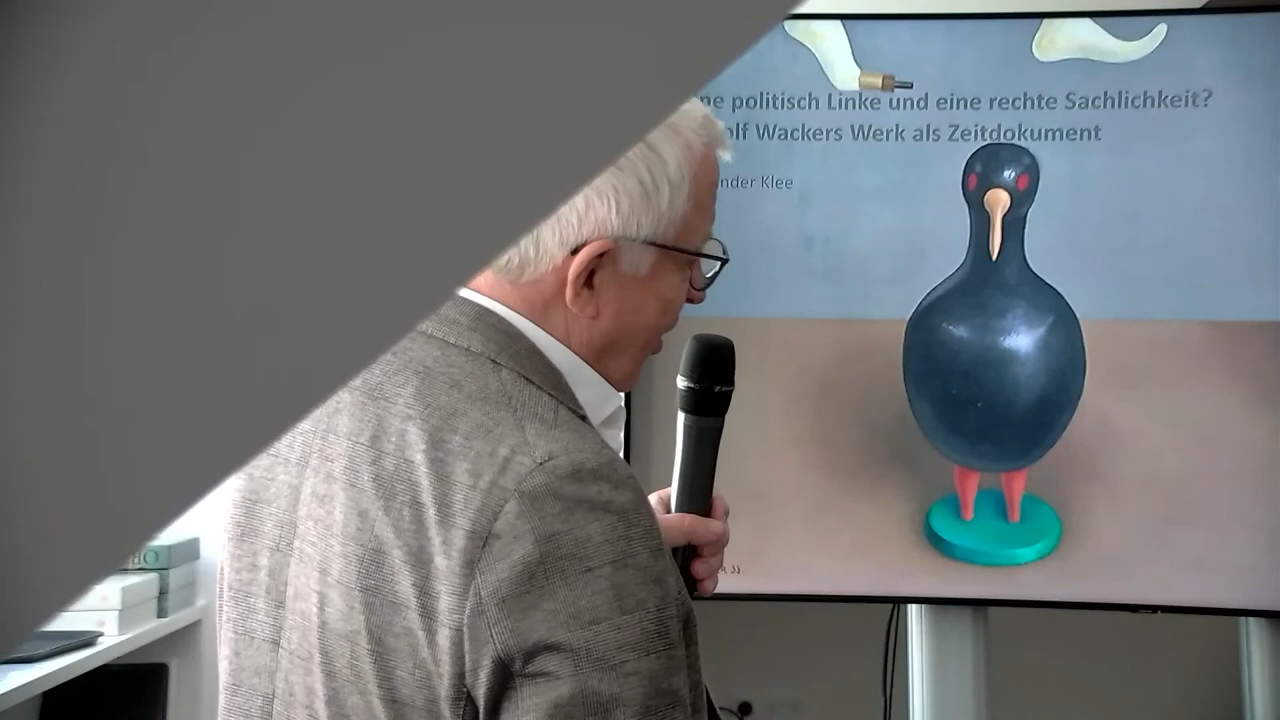 ne politisch Linke und eine rechte Sachlichkeit?
olf Wackers Werk als Zeitdokument
nder Klee